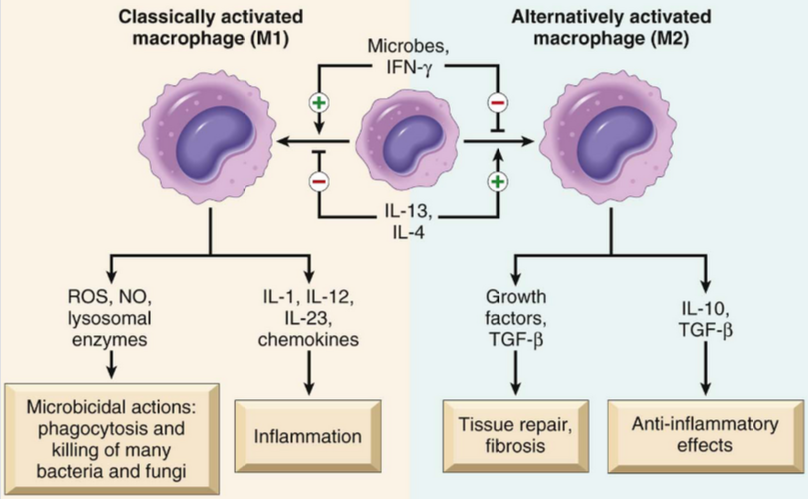 Classically activated
macrophage (M1)
Alternatively activated
macrophage (M2)
Microbes,
IFN-γ
+
−
−
+
IL-13,
IL-4
ROS, NO,
lysosomal
enzymes
IL-1, IL-12,
IL-23,
chemokines
Growth
factors,
TGF-β
IL-10,
TGF-β
Microbicidal actions:
phagocytosis and
killing of many
bacteria and fungi
Inflammation
Tissue repair,
fibrosis
Anti-inflammatory
effects